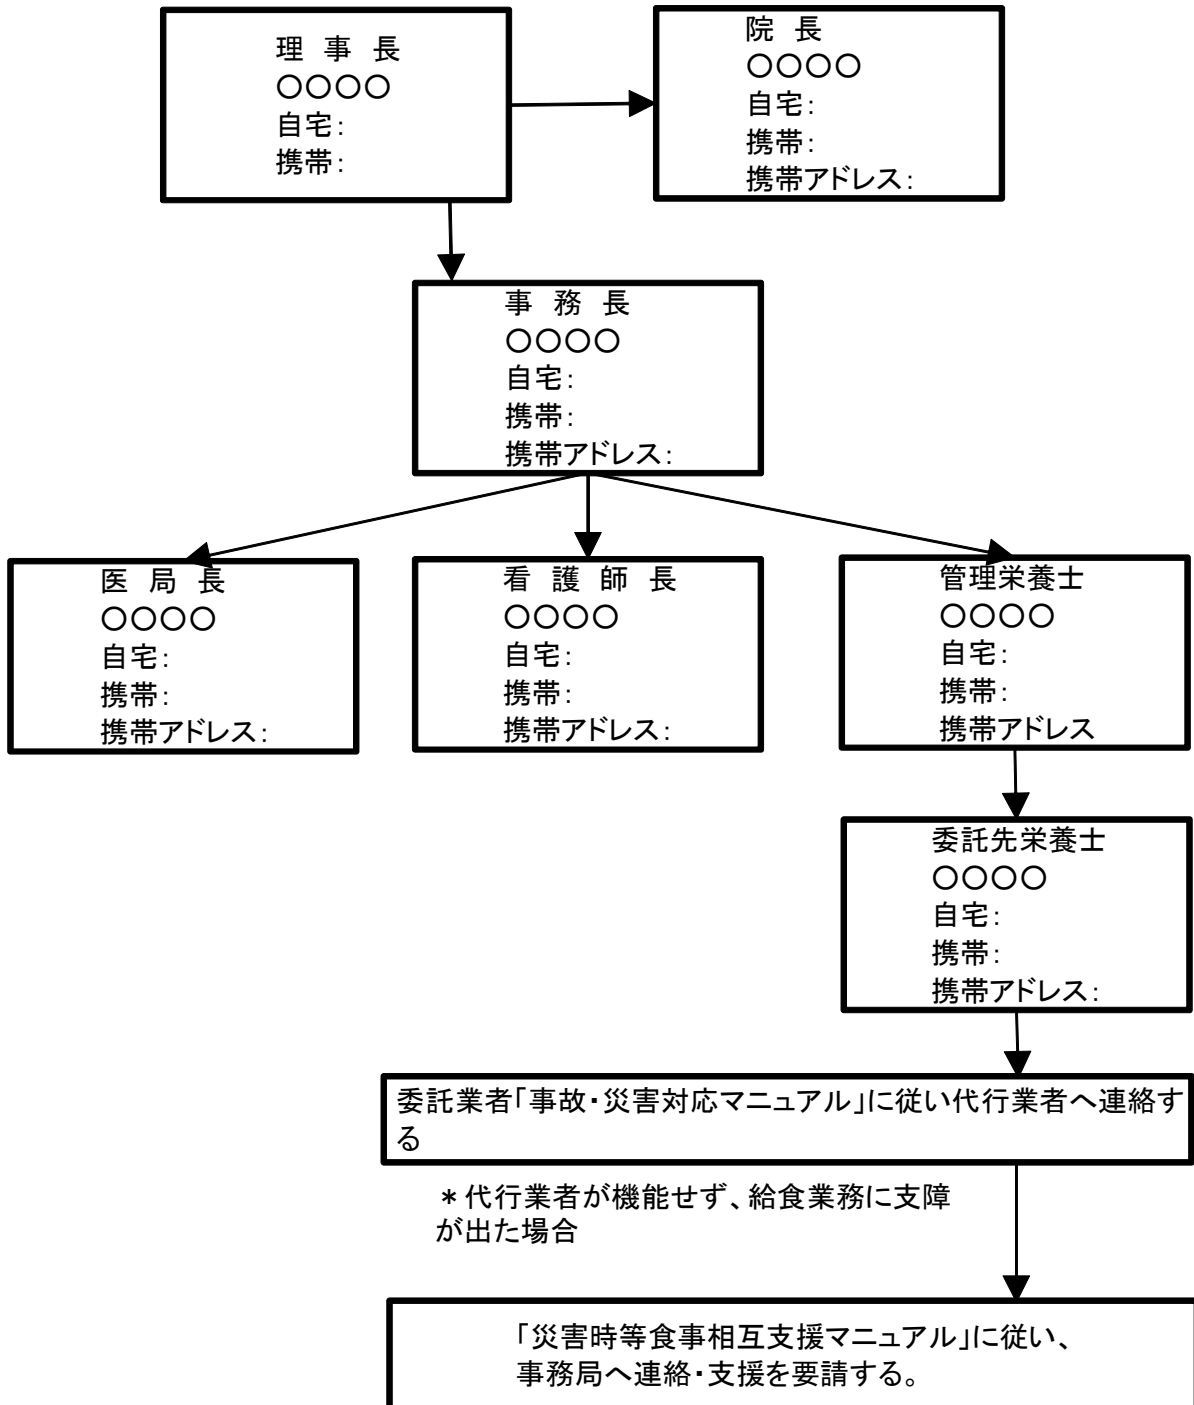 理 事 長
○○○○
自宅：
携帯：
院 長
○○○○
自宅：
携帯：
携帯アドレス：
事 務 長
○○○○
自宅：
携帯：
携帯アドレス：
医 局 長
○○○○
自宅：
携帯：
携帯アドレス：
看 護 師 長
○○○○
自宅：
携帯：
携帯アドレス：
管理栄養士
○○○○
自宅：
携帯：
携帯アドレス
委託先栄養士
○○○○
自宅：
携帯：
携帯アドレス：
委託業者「事故・災害対応マニュアル」に従い代行業者へ連絡す
る
＊代行業者が機能せず、給食業務に支障
が出た場合
「災害時等食事相互支援マニュアル」に従い、
事務局へ連絡・支援を要請する。